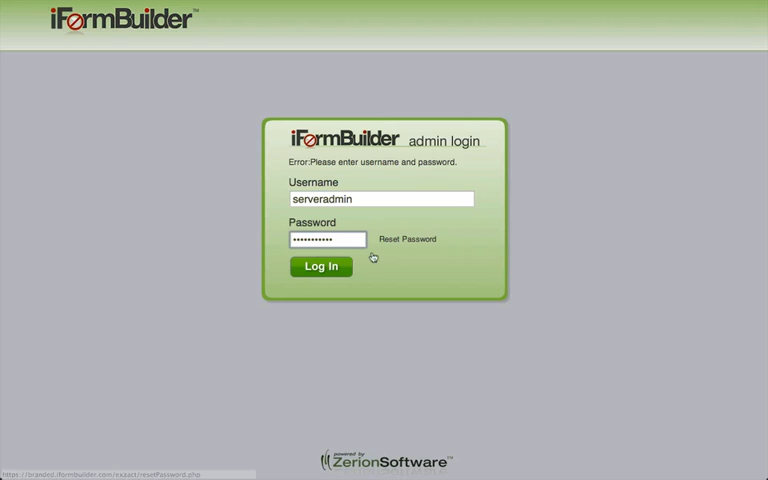 iFormBuilder™
iFormBuilder admin login
Error:Please enter username and password.
Username
serveradmin
Password
•••••••••••
Reset Password
Log In
powered by
ZerionSoftware™
https://branded.iformbuilder.com/exzact/resetPassword.php